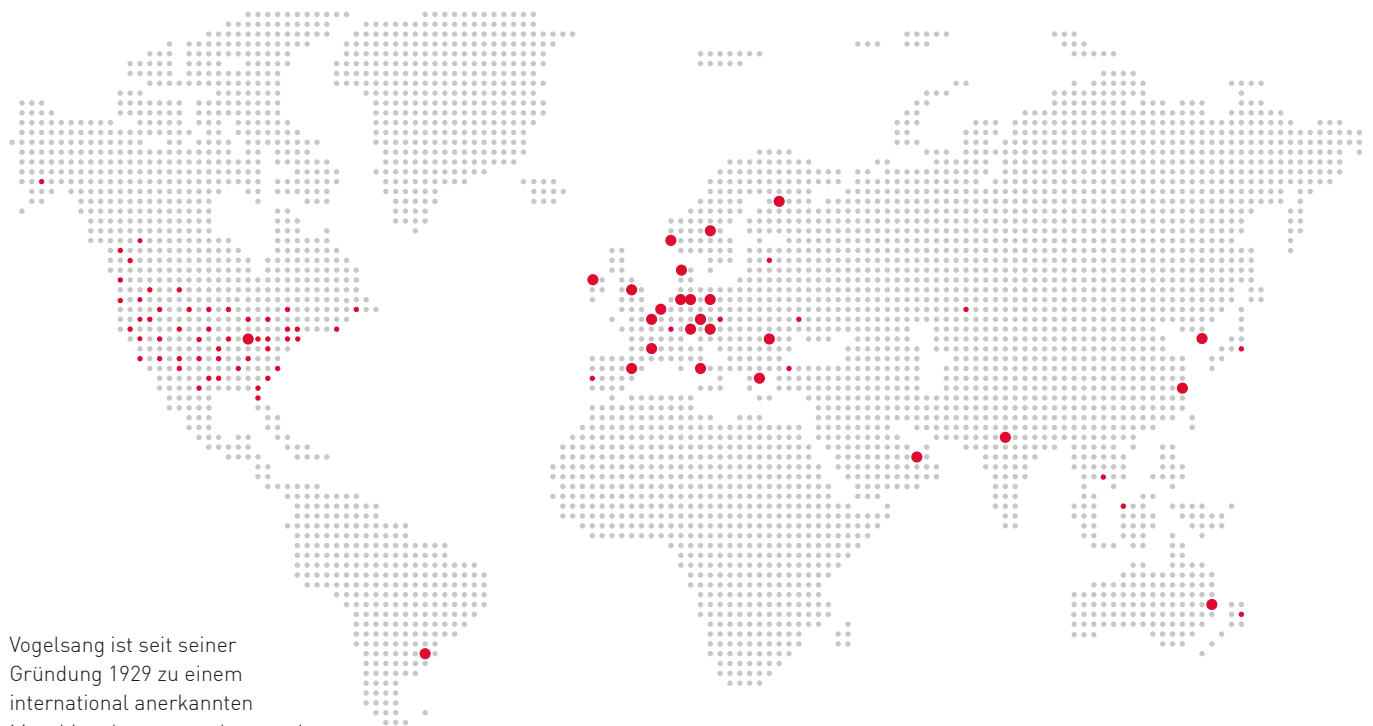 Vogelsang ist seit seiner
Gründung 1929 zu einem
international anerkannten